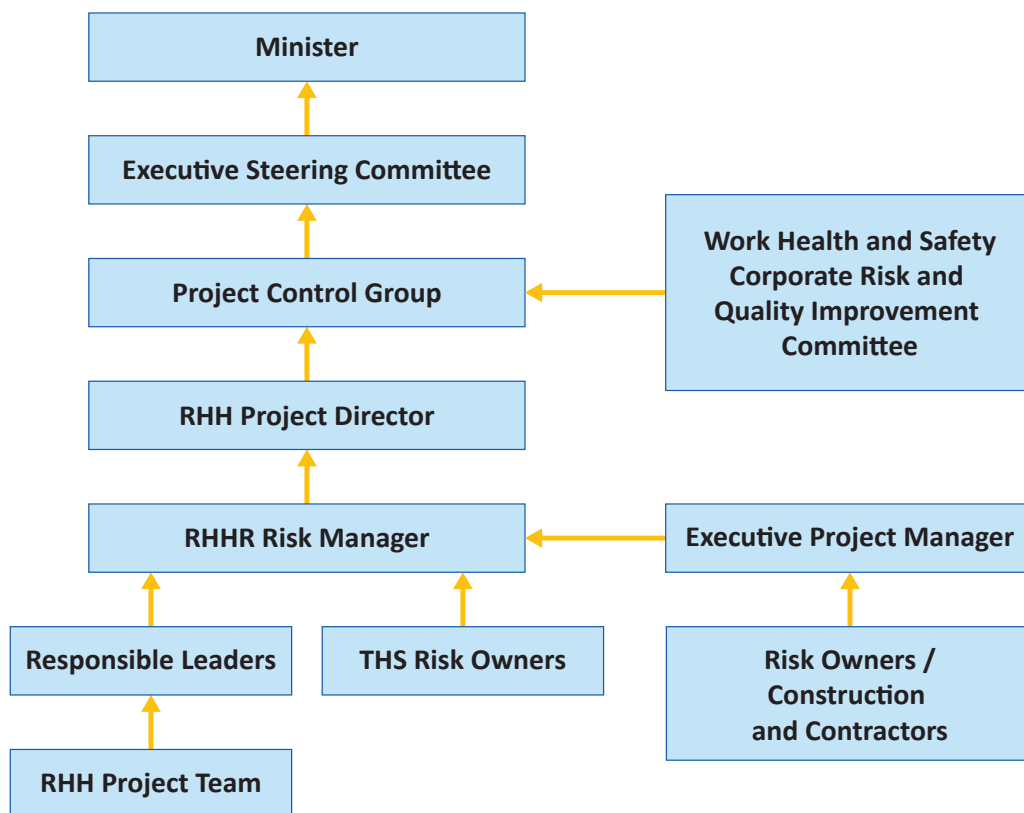 Minister
Executive Steering Committee
Work Health and Safety
Corporate Risk and
Quality Improvement
Committee
Project Control Group
RHH Project Director
RHHR Risk Manager
Executive Project Manager
Responsible Leaders
THS Risk Owners
Risk Owners /
Construction
and Contractors
RHH Project Team